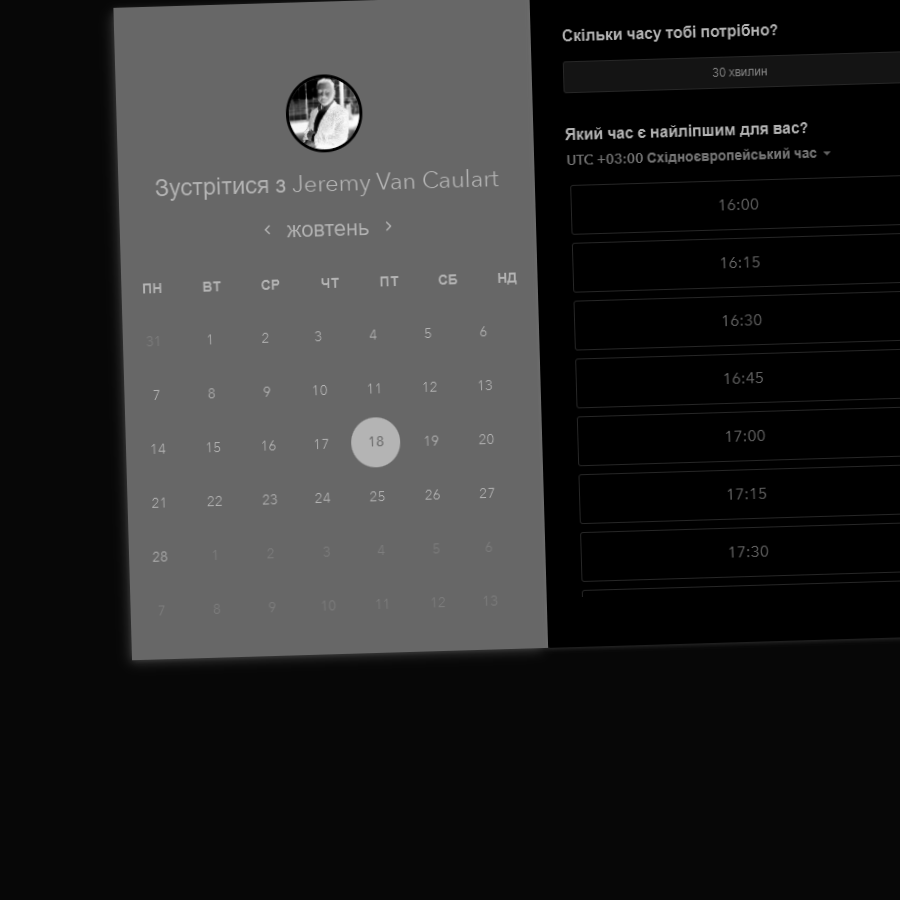 Зустрітися з Jeremy Van Caulart
‹ жовтень ›
ПН ВТ СР ЧТ ПТ СБ НД
31 1 2 3 4 5 6
7 8 9 10 11 12 13
14 15 16 17 18 19 20
21 22 23 24 25 26 27
28 1 2 3 4 5 6
7 8 9 10 11 12 13
Скільки часу тобі потрібно?
30 хвилин
Який час є найліпшим для вас?
UTC +03:00 Східноєвропейський час
16:00
16:15
16:30
16:45
17:00
17:15
17:30